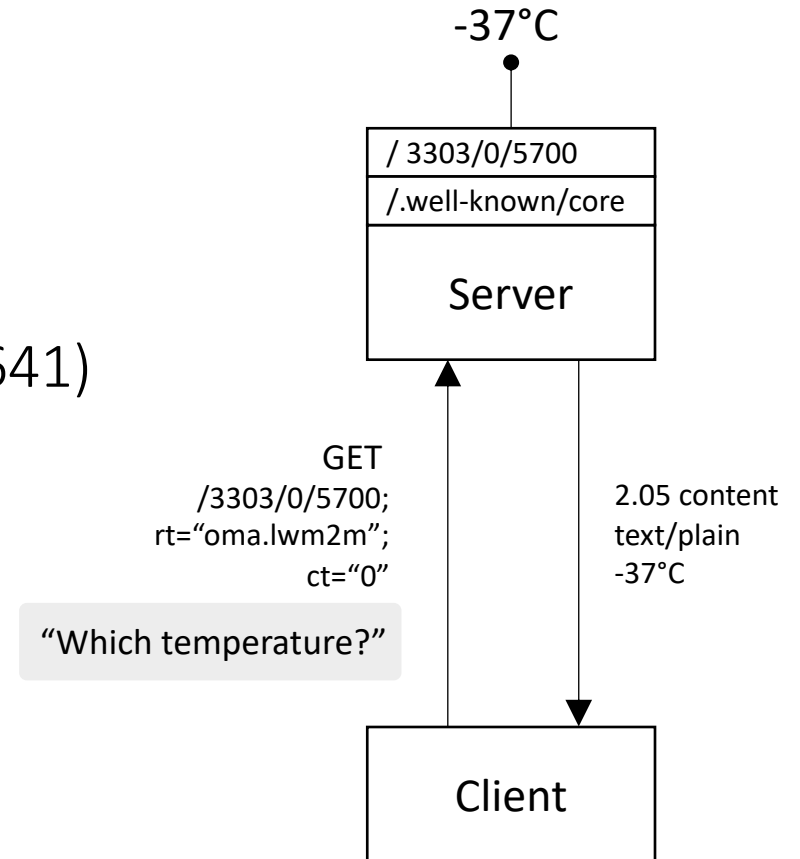 -37°C
/ 3303/0/5700
/.well-known/core
Server
641)
GET
/3303/0/5700;
rt=“oma.lwm2m”;
ct=“0”
2.05 content
text/plain
-37°C
“Which temperature?”
Client